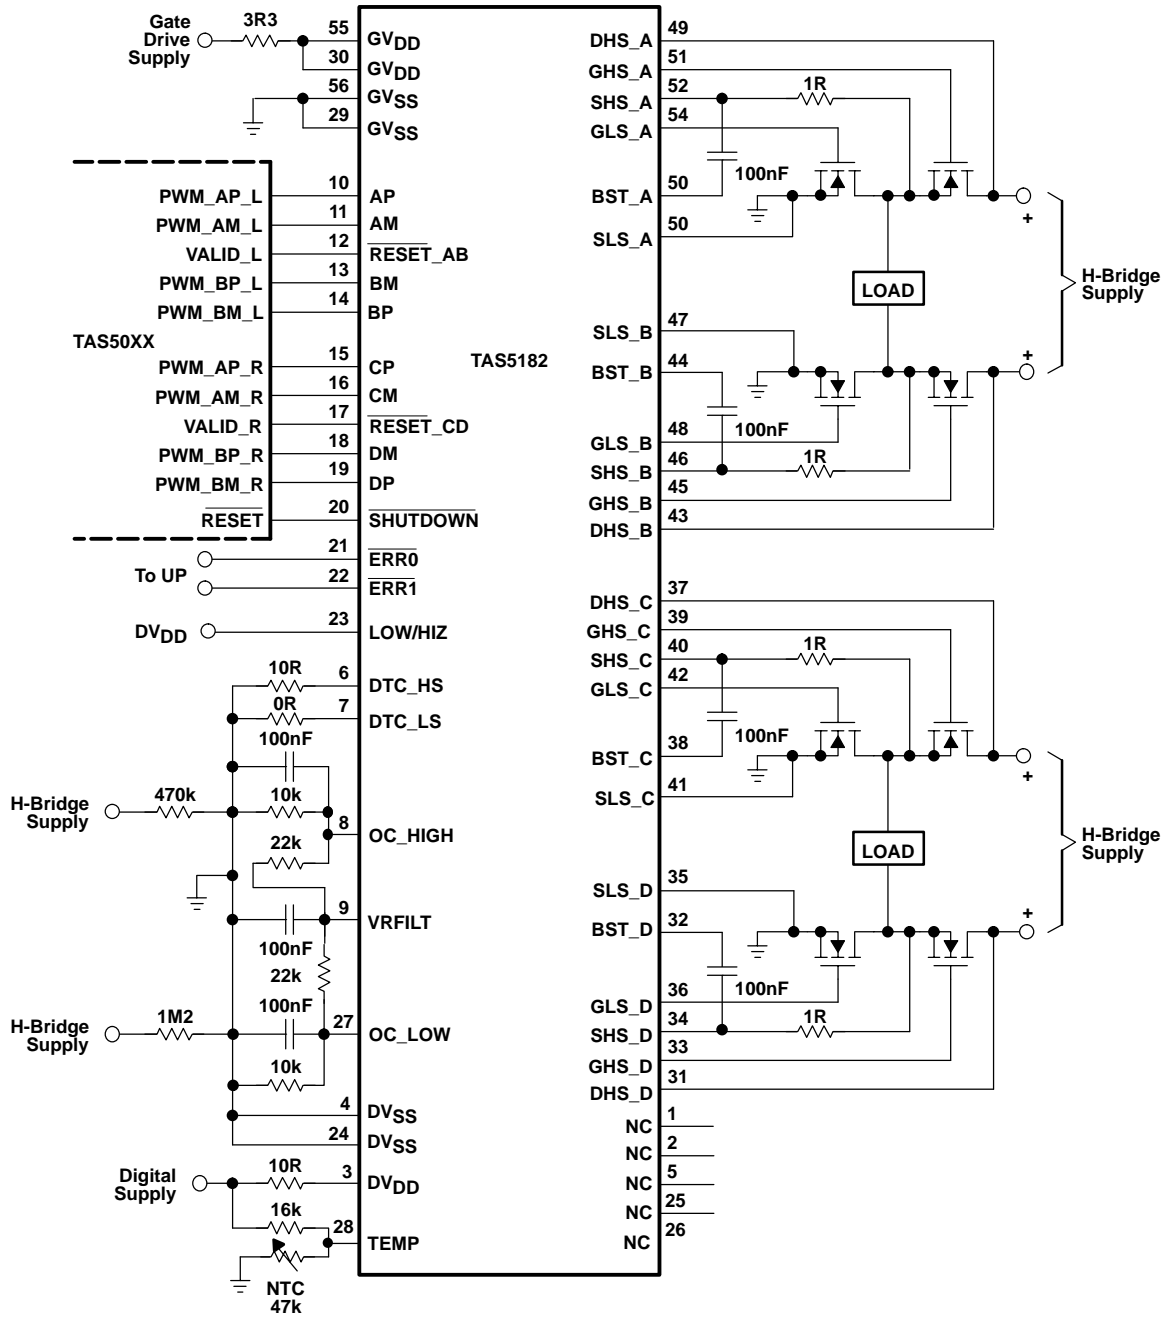 Gate
Drive
Supply
3R3
55
GVDD
30
GVDD
56
GVSS
29
GVSS
PWM_AP_L
10
AP
PWM_AM_L
11
AM
VALID_L
12
RESET_AB
PWM_BP_L
13
BM
PWM_BM_L
14
BP
TAS50XX
PWM_AP_R
15
CP
PWM_AM_R
16
CM
VALID_R
17
RESET_CD
PWM_BP_R
18
DM
PWM_BM_R
19
DP
RESET
20
SHUTDOWN
To UP
21
ERR0
22
ERR1
DVDD
23
LOW/HIZ
10R
6
DTC_HS
0R
7
DTC_LS
100nF
H-Bridge
Supply
470k
10k
8
OC_HIGH
22k
9
VRFILT
100nF
22k
100nF
H-Bridge
Supply
1M2
27
OC_LOW
10k
4
DVSS
24
DVSS
Digital
Supply
10R
3
DVDD
16k
28
TEMP
NTC
47k
TAS5182
DHS_A
49
GHS_A
51
SHS_A
52
1R
GLS_A
54
100nF
BST_A
50
SLS_A
50
+
LOAD
H-Bridge
Supply
SLS_B
47
BST_B
44
+
100nF
GLS_B
48
SHS_B
46
1R
GHS_B
45
DHS_B
43
DHS_C
37
GHS_C
39
SHS_C
40
1R
GLS_C
42
100nF
BST_C
38
SLS_C
41
+
LOAD
H-Bridge
Supply
SLS_D
35
BST_D
32
+
100nF
GLS_D
36
SHS_D
34
1R
GHS_D
33
DHS_D
31
NC
1
NC
2
NC
5
NC
25
NC
26